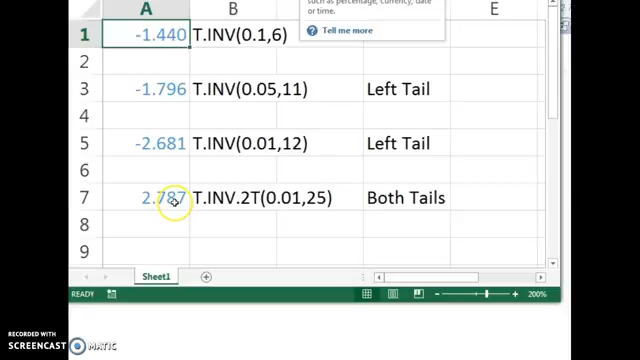 such as percentage, currency, date
or time.
Tell me more
A B E
1 -1.440 T.INV(0.1,6)
2
3 -1.796 T.INV(0.05,11) Left Tail
4
5 -2.681 T.INV(0.01,12) Left Tail
6
7 2.787 T.INV.2T(0.01,25) Both Tails
8
9
Sheet1
READY 200%
RECORDED WITH
SCREENCAST MATIC